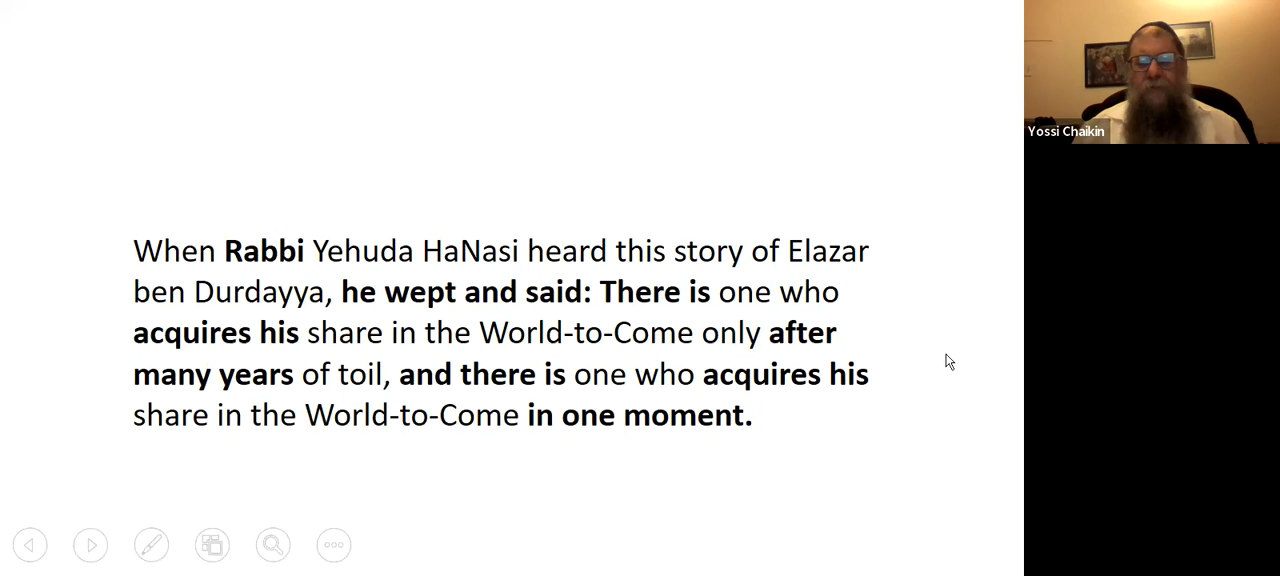 When Rabbi Yehuda HaNasi heard this story of Elazar
ben Durdayya, he wept and said: There is one who
acquires his share in the World-to-Come only after
many years of toil, and there is one who acquires his
share in the World-to-Come in one moment.
Yossi Chaikin